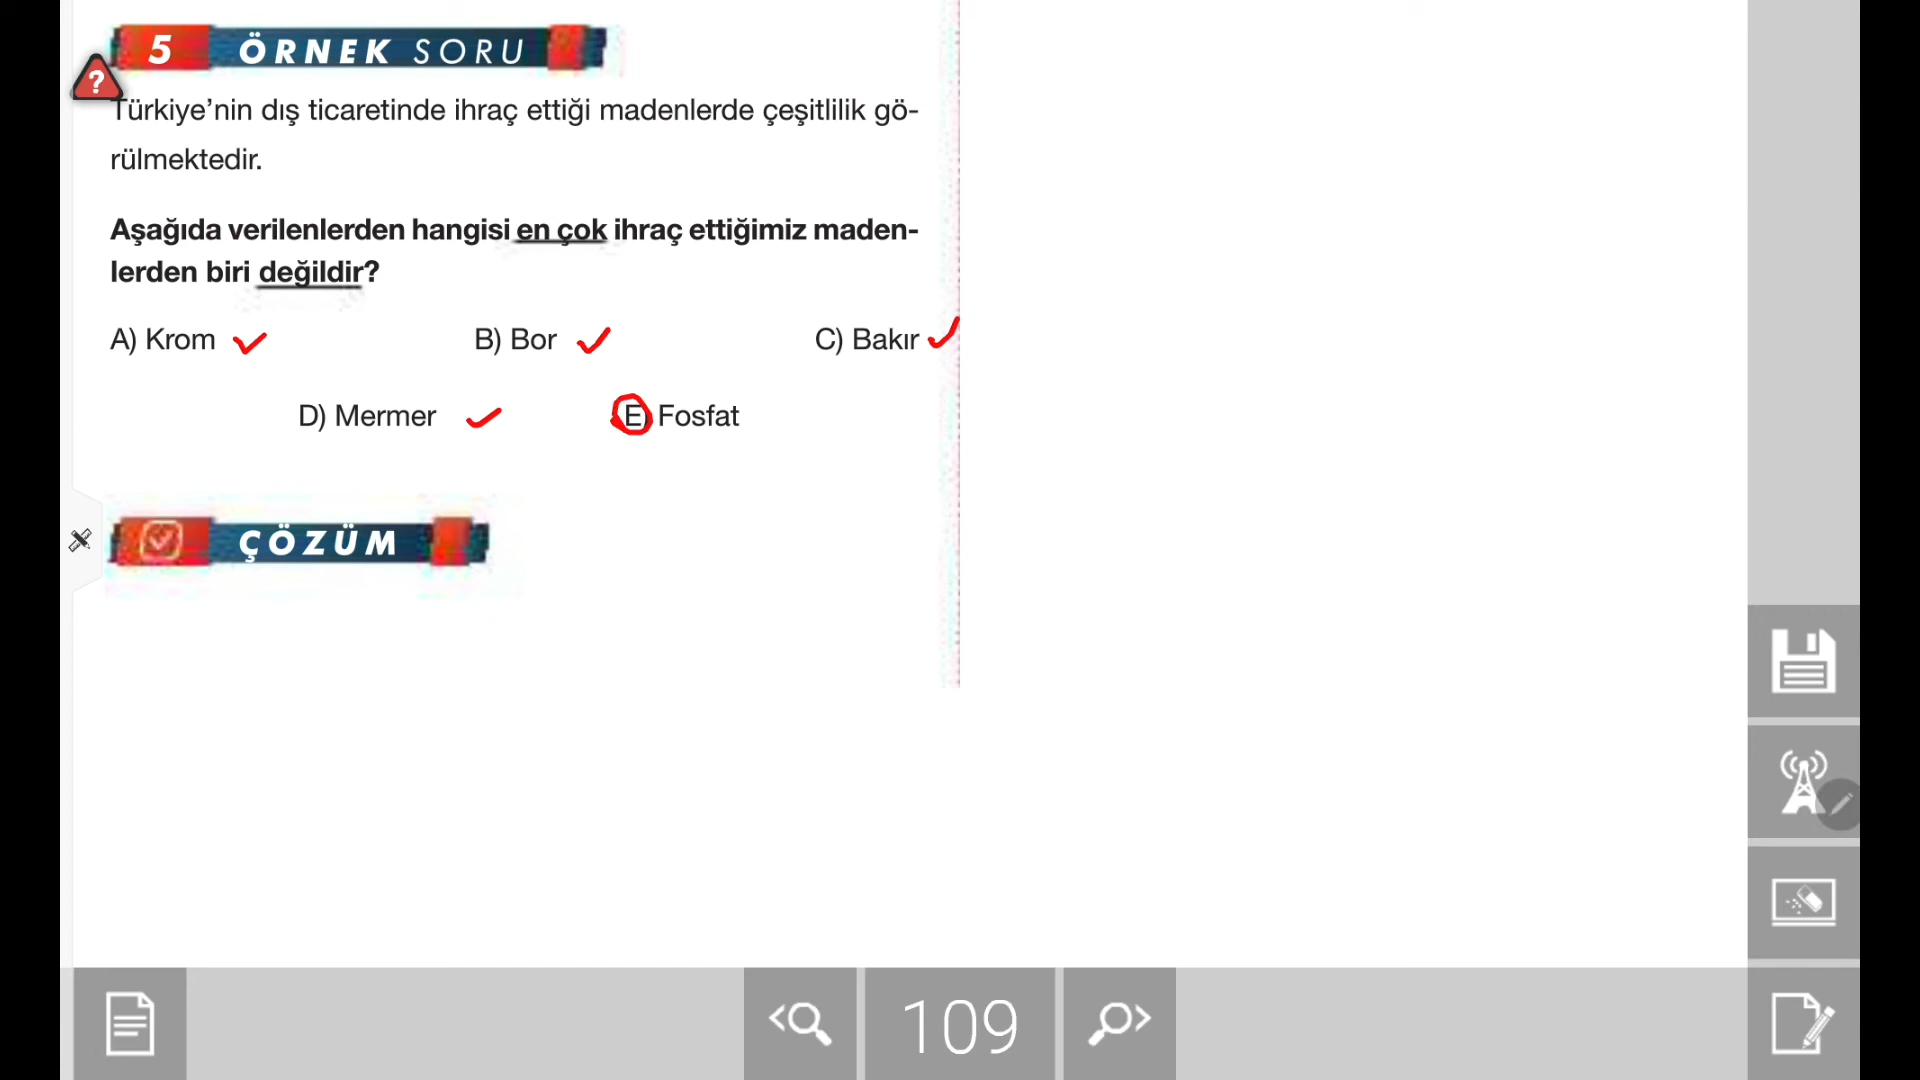 5 ÖRNEK SORU
?
Türkiye’nin dış ticaretinde ihraç ettiği madenlerde çeşitlilik gö-
rülmektedir.
Aşağıda verilenlerden hangisi en çok ihraç ettiğimiz maden-
lerden biri değildir?
A) Krom B) Bor C) Bakır
D) Mermer E) Fosfat
ÇÖZÜM
109